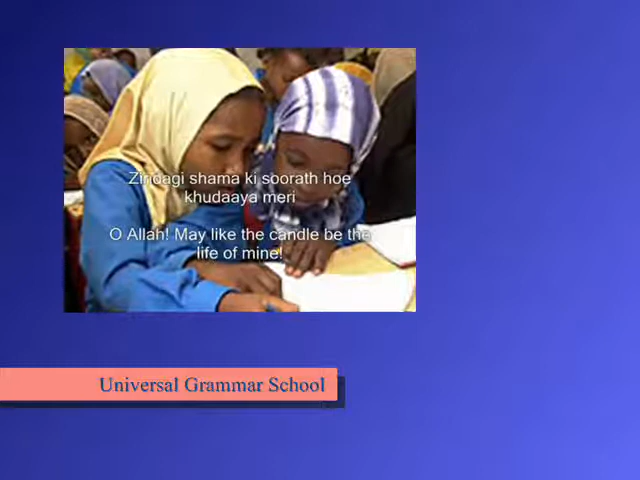 Zindagi shama ki soorath hoe
khudaaya meri
O Allah! May like the candle be the
life of mine!
Universal Grammar School